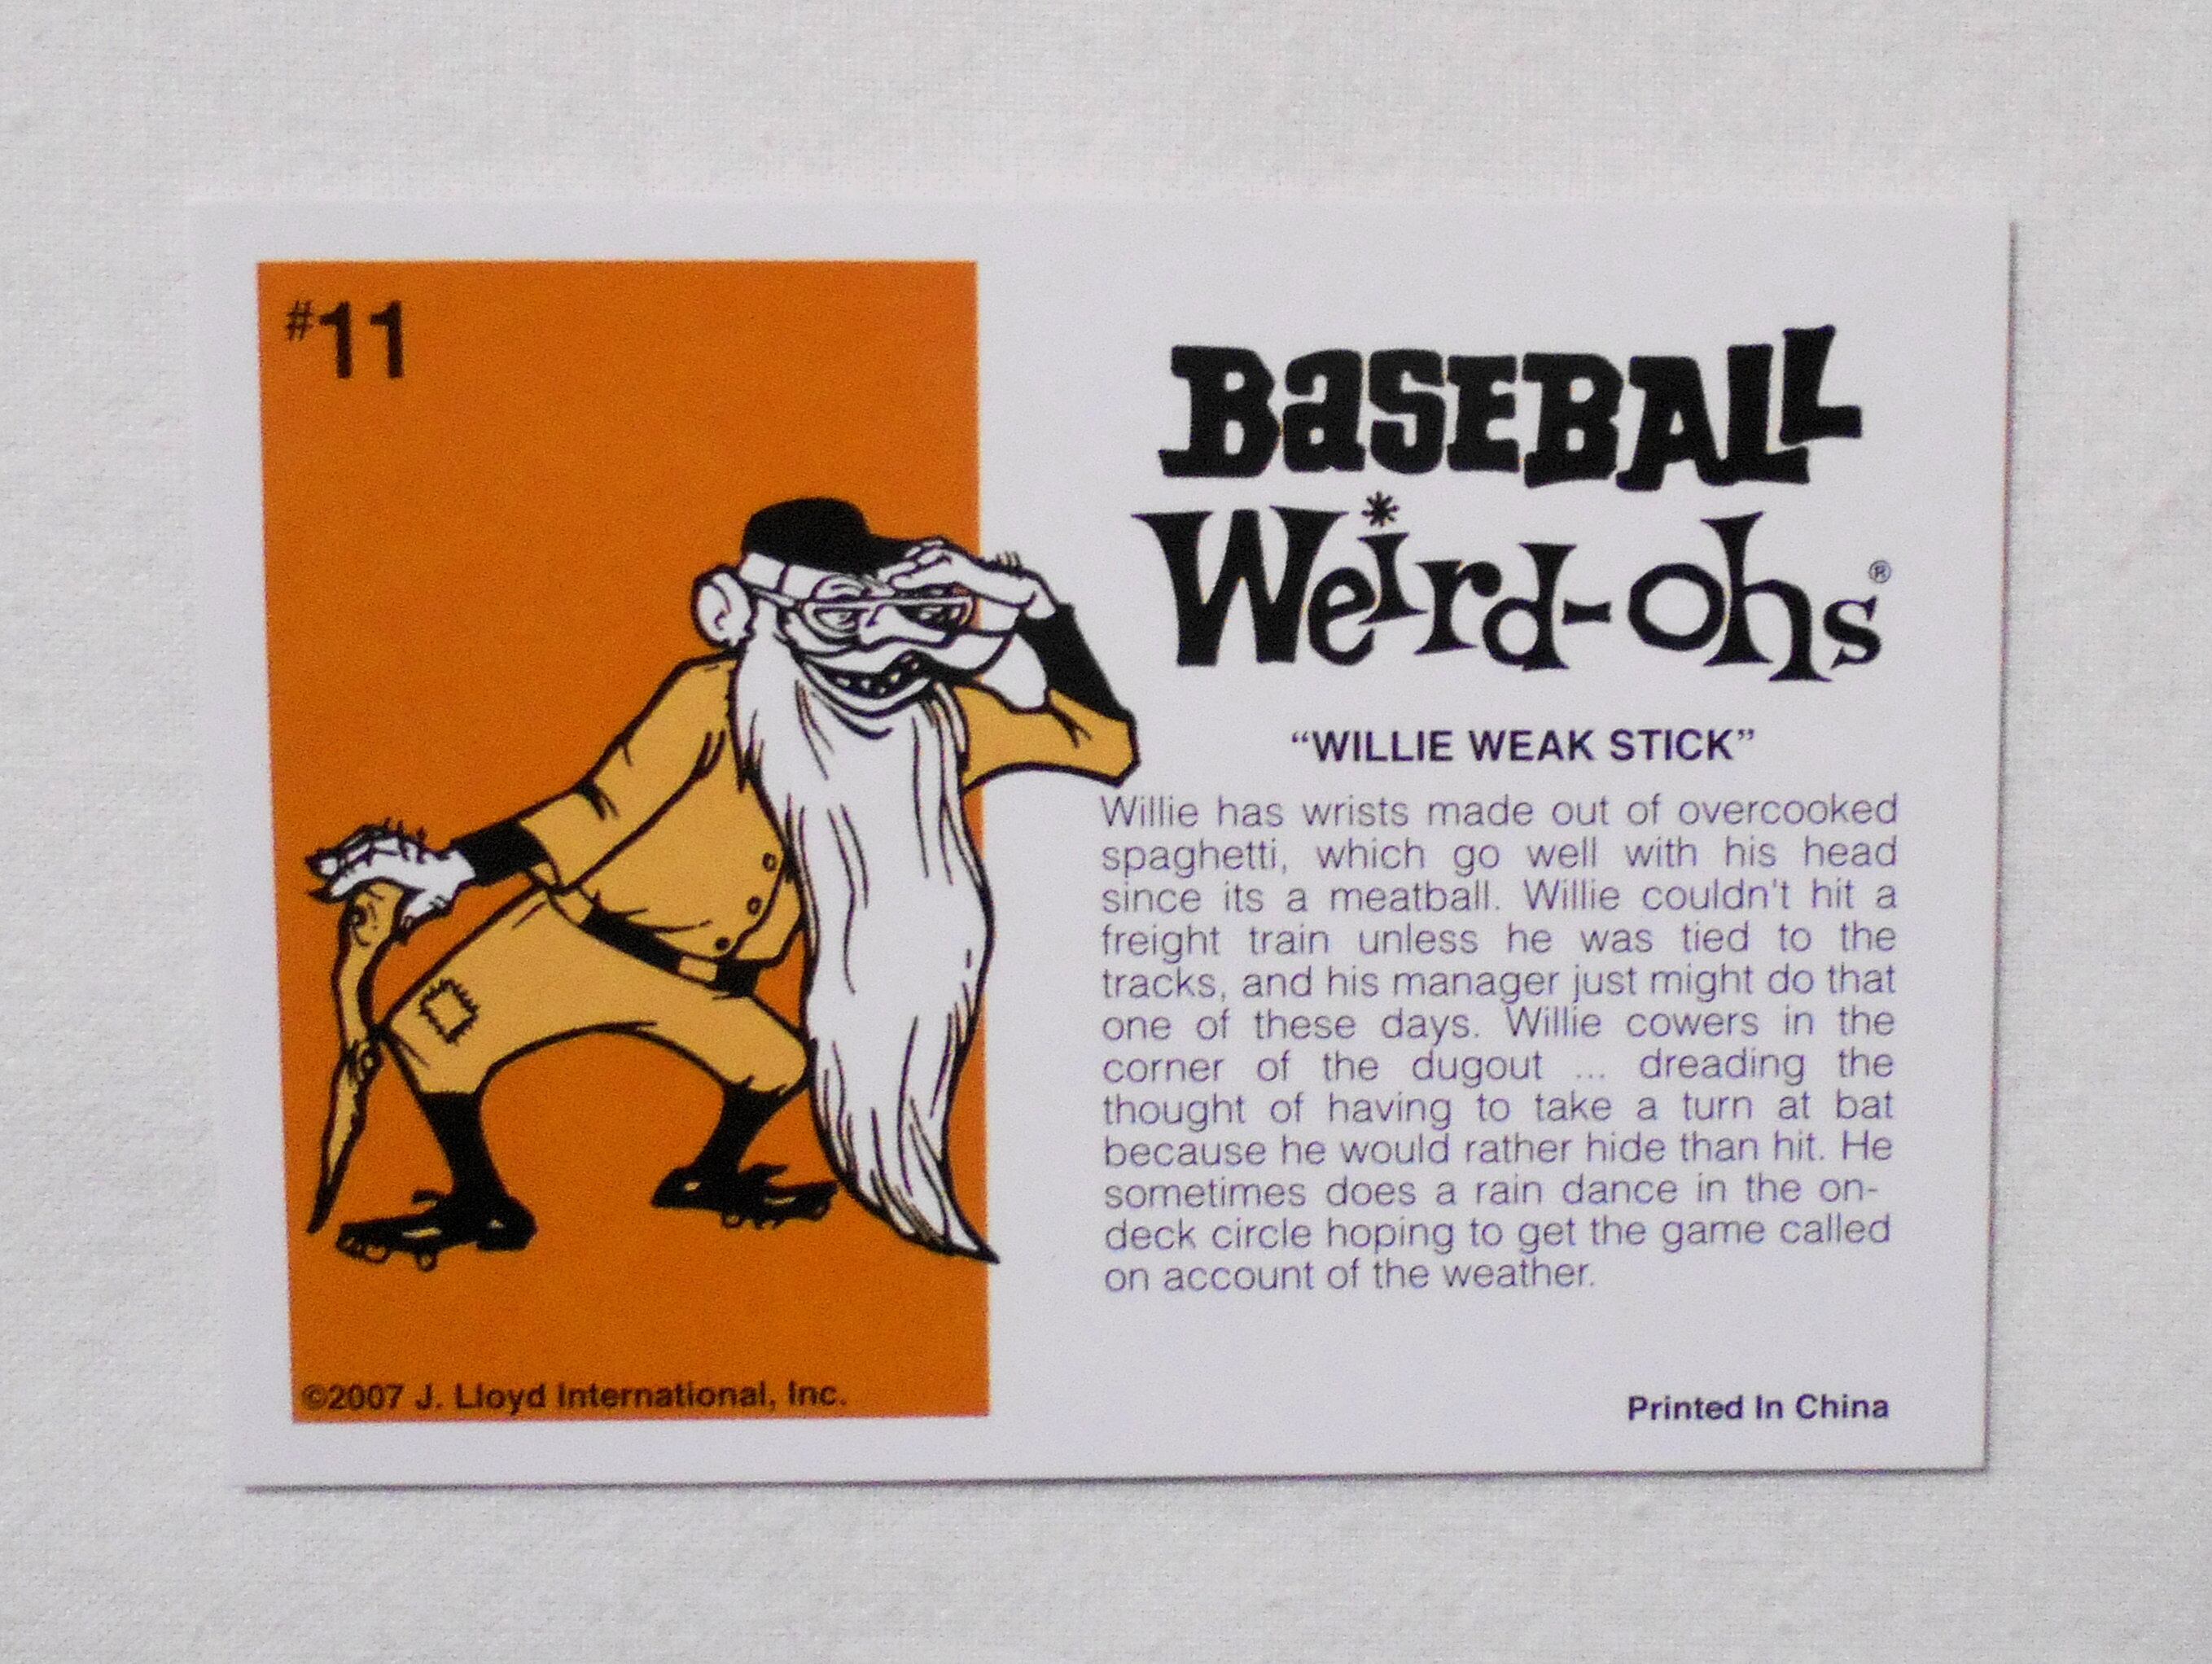 #11
BaSEBALL
Weird-ohs®
“WILLIE WEAK STICK”
Willie has wrists made out of overcooked
spaghetti, which go well with his head
since its a meatball. Willie couldn't hit a
freight train unless he was tied to the
tracks, and his manager just might do that
one of these days. Willie cowers in the
corner of the dugout ... dreading the
thought of having to take a turn at bat
because he would rather hide than hit. He
sometimes does a rain dance in the on-
deck circle hoping to get the game called
on account of the weather.
©2007 J. Lloyd International, Inc.
Printed In China